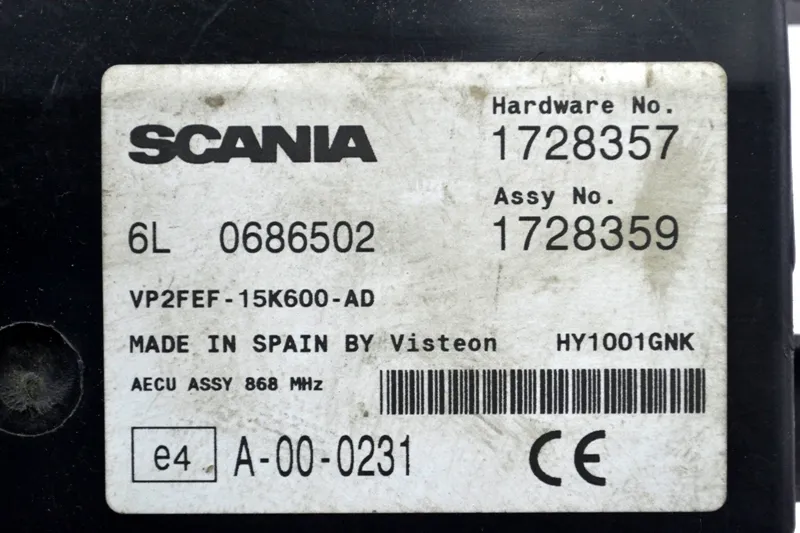 SCANIA
Hardware No.
1728357
Assy No.
6L 0686502
1728359
VP2FEF-15K600-AD
MADE IN SPAIN BY Visteon HY1001GNK
AECU ASSY 868 MHz
e4 A-00-0231 CE